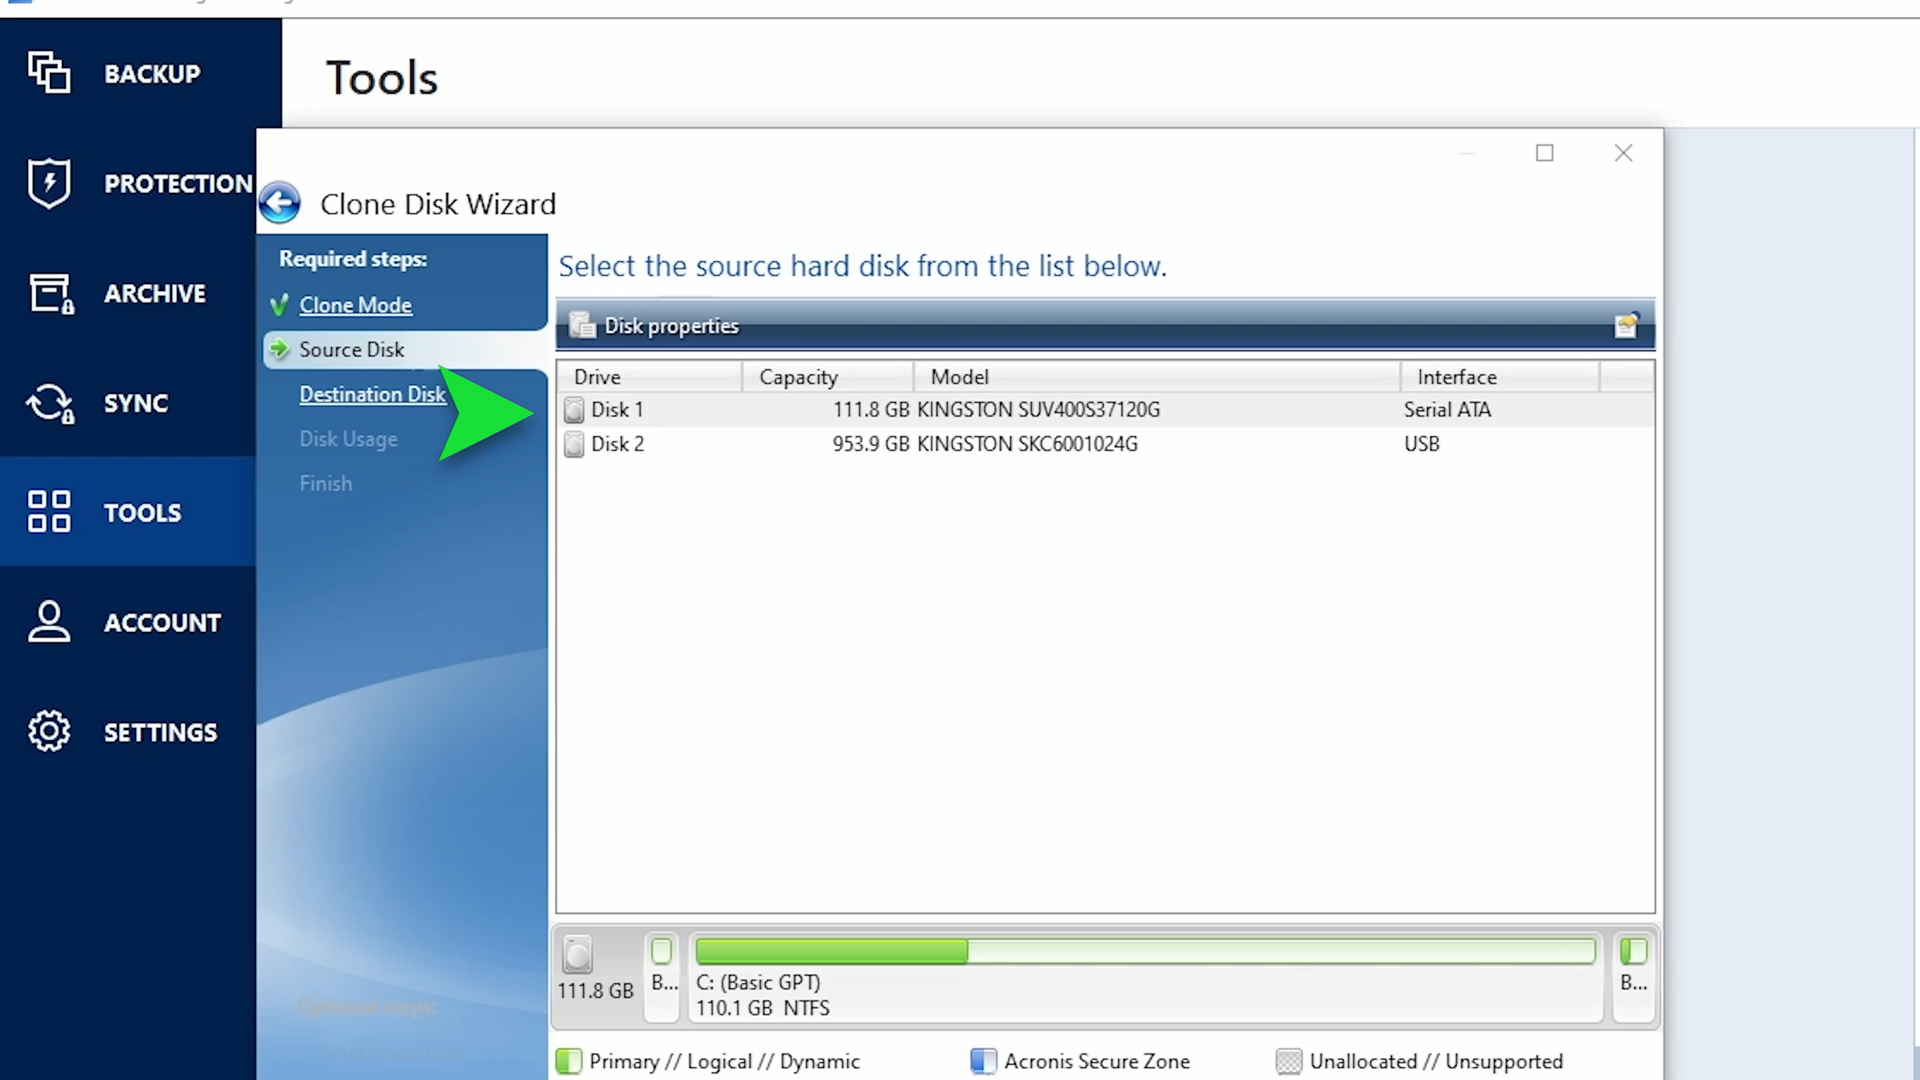 BACKUP
PROTECTION
ARCHIVE
SYNC
TOOLS
ACCOUNT
SETTINGS
Tools
Clone Disk Wizard
Required steps:
Clone Mode
Source Disk
Destination Disk
Disk Usage
Finish
Optional steps:
Select the source hard disk from the list below.
Disk properties
Drive Capacity Model Interface
Disk 1 111.8 GB KINGSTON SUV400S37120G Serial ATA
Disk 2 953.9 GB KINGSTON SKC6001024G USB
111.8 GB B... C: (Basic GPT) B...
110.1 GB NTFS
Primary // Logical // Dynamic Acronis Secure Zone Unallocated // Unsupported